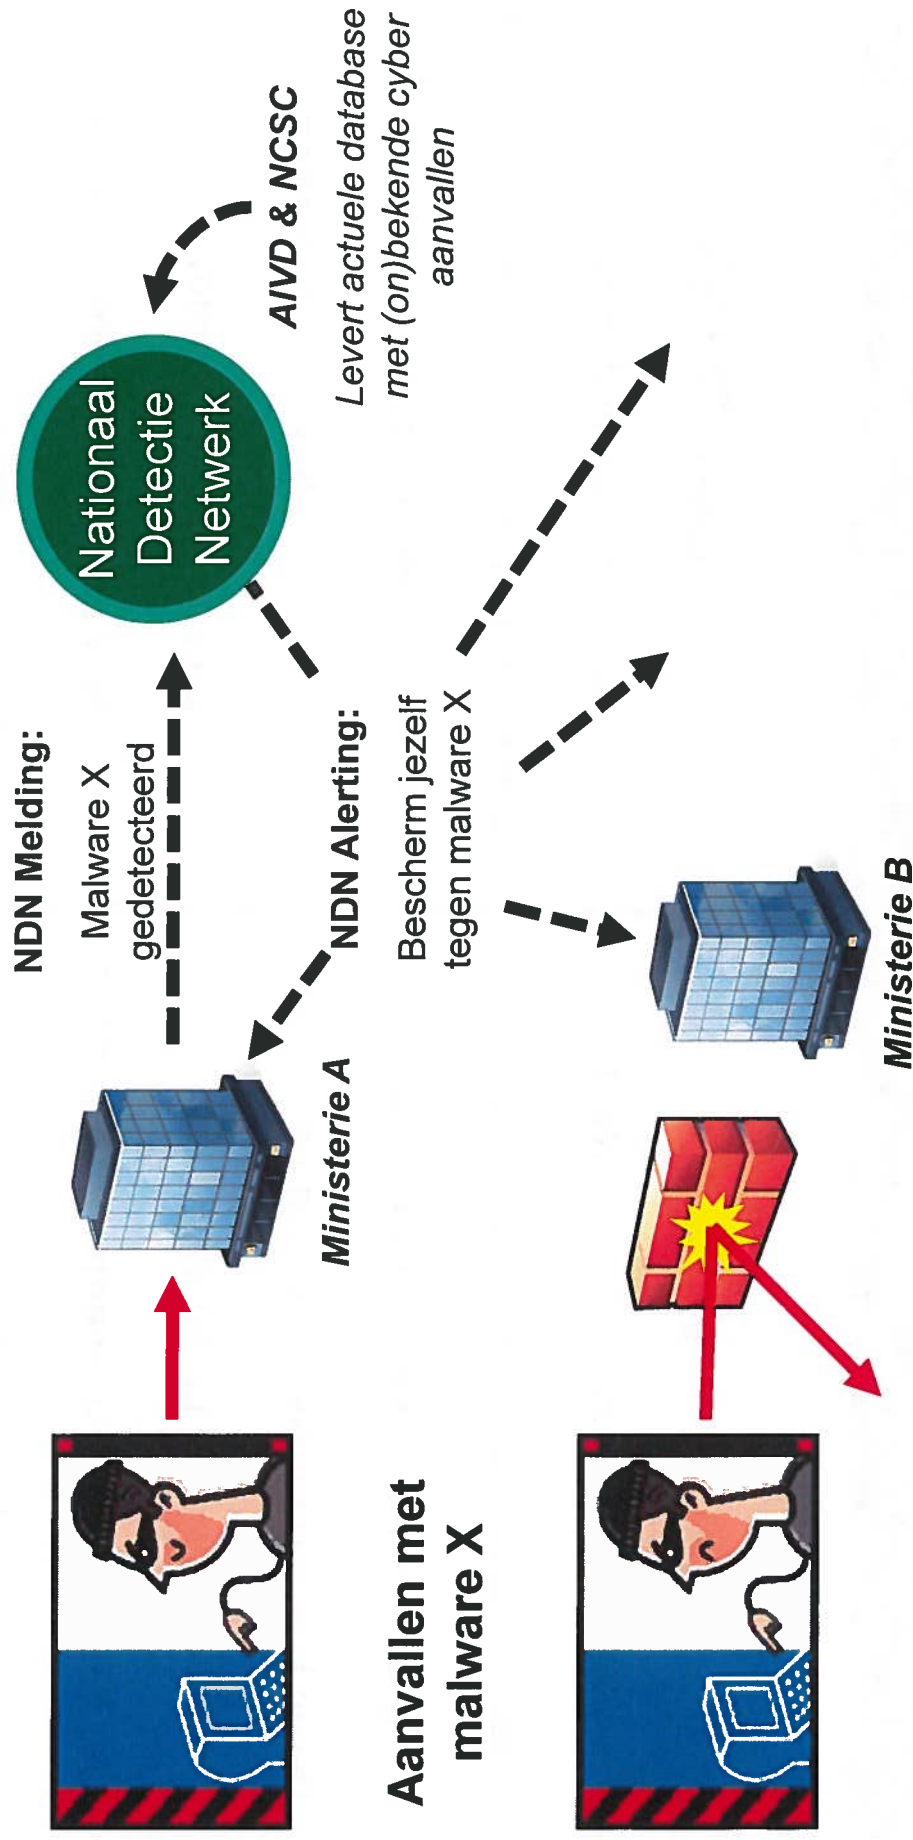 Aanvallen met
malware X
Ministerie A
NDN Melding:
Malware X
gedetecteerd
Nationaal
Detectie
Netwerk
AIVD & NCSC
Levert actuele database
met (on)bekende cyber
aanvallen
NDN Alerting:
Bescherm jezelf
tegen malware X
Ministerie B